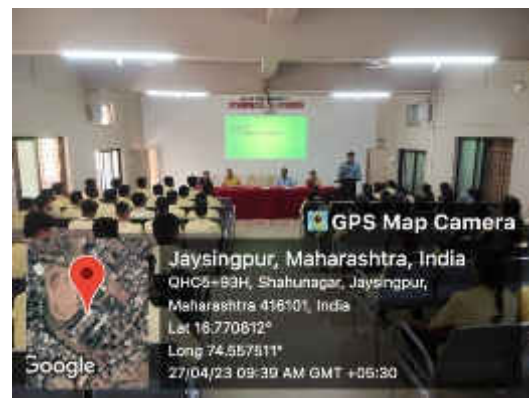 GPS Map Camera
Jaysingpur, Maharashtra, India
QHC5+93H, Shahunagar, Jaysingpur,
Maharashtra 416101, India
Lat 16.770612°
Long 74.557511°
27/04/23 09:39 AM GMT +05:30
Google